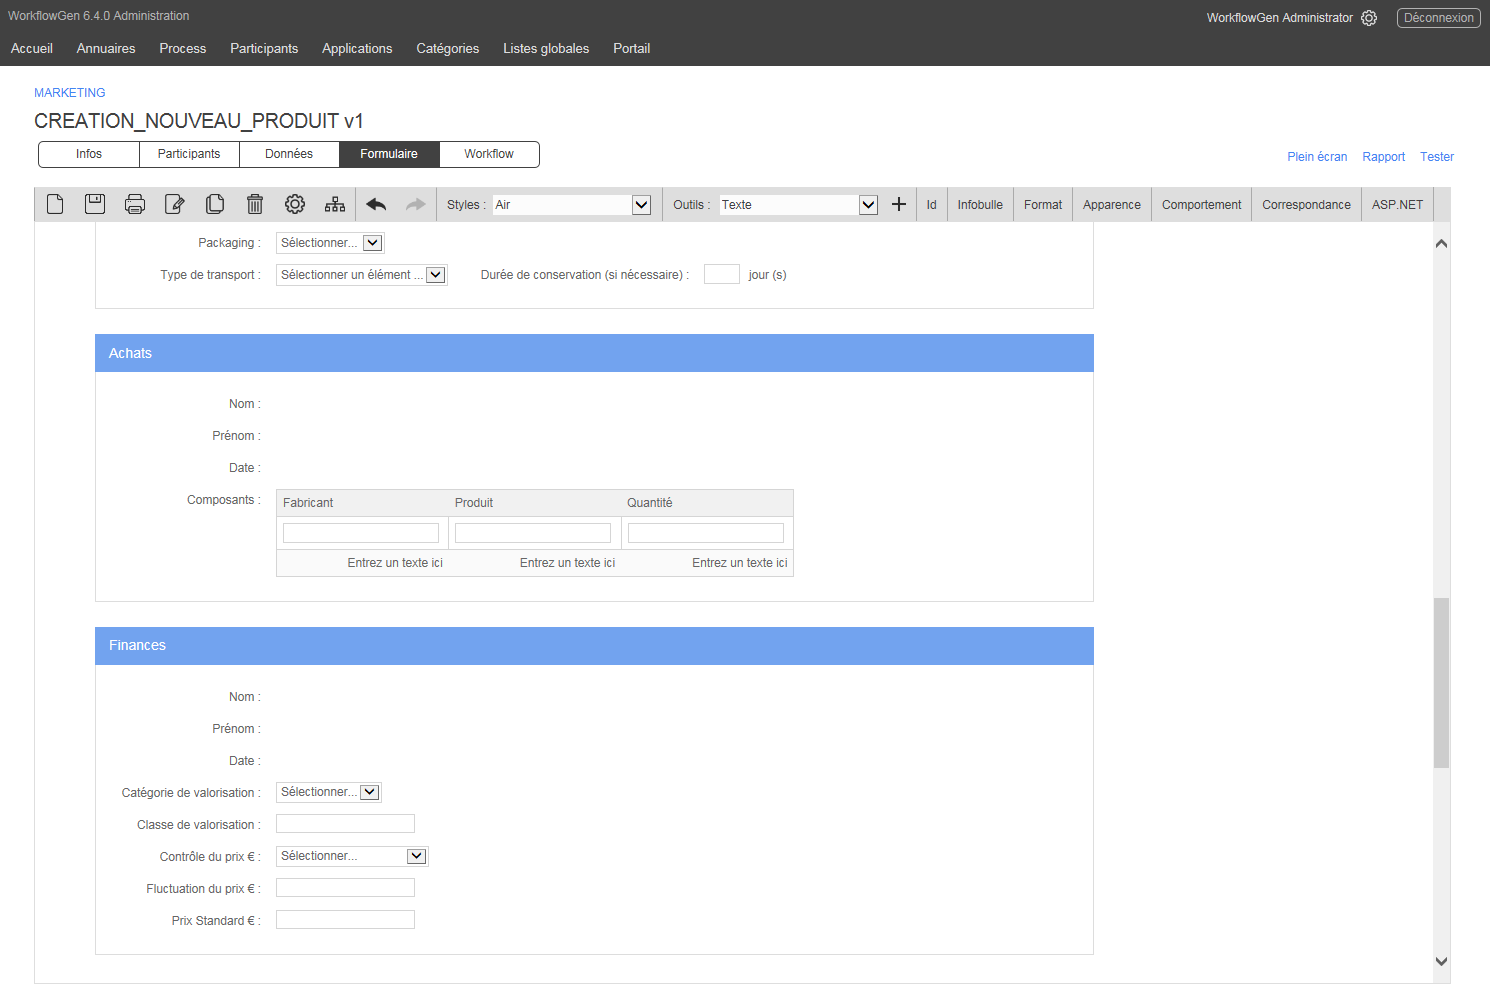 WorkflowGen 6.4.0 Administration
WorkflowGen Administrator
Déconnexion
Accueil Annuaires Process Participants Applications Catégories Listes globales Portail
MARKETING
CREATION_NOUVEAU_PRODUIT v1
Infos Participants Données Formulaire Workflow
Plein écran Rapport Tester
Styles : Air Outils : Texte Id Infobulle Format Apparence Comportement Correspondance ASP.NET
Packaging : Sélectionner...
Type de transport : Sélectionner un élément ... Durée de conservation (si nécessaire) : jour (s)
Achats
Nom :
Prénom :
Date :
Composants : Fabricant Produit Quantité
Entrez un texte ici Entrez un texte ici Entrez un texte ici
Finances
Nom :
Prénom :
Date :
Catégorie de valorisation : Sélectionner...
Classe de valorisation :
Contrôle du prix € : Sélectionner...
Fluctuation du prix € :
Prix Standard € :